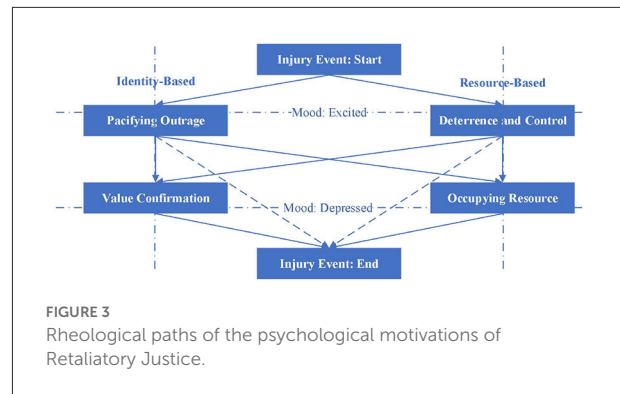 Injury Event: Start
Identity-Based
Resource-Based
Pacifying Outrage
Mood: Excited
Deterrence and Control
Value Confirmation
Mood: Depressed
Occupying Resource
Injury Event: End
FIGURE 3
Rheological paths of the psychological motivations of
Retaliatory Justice.